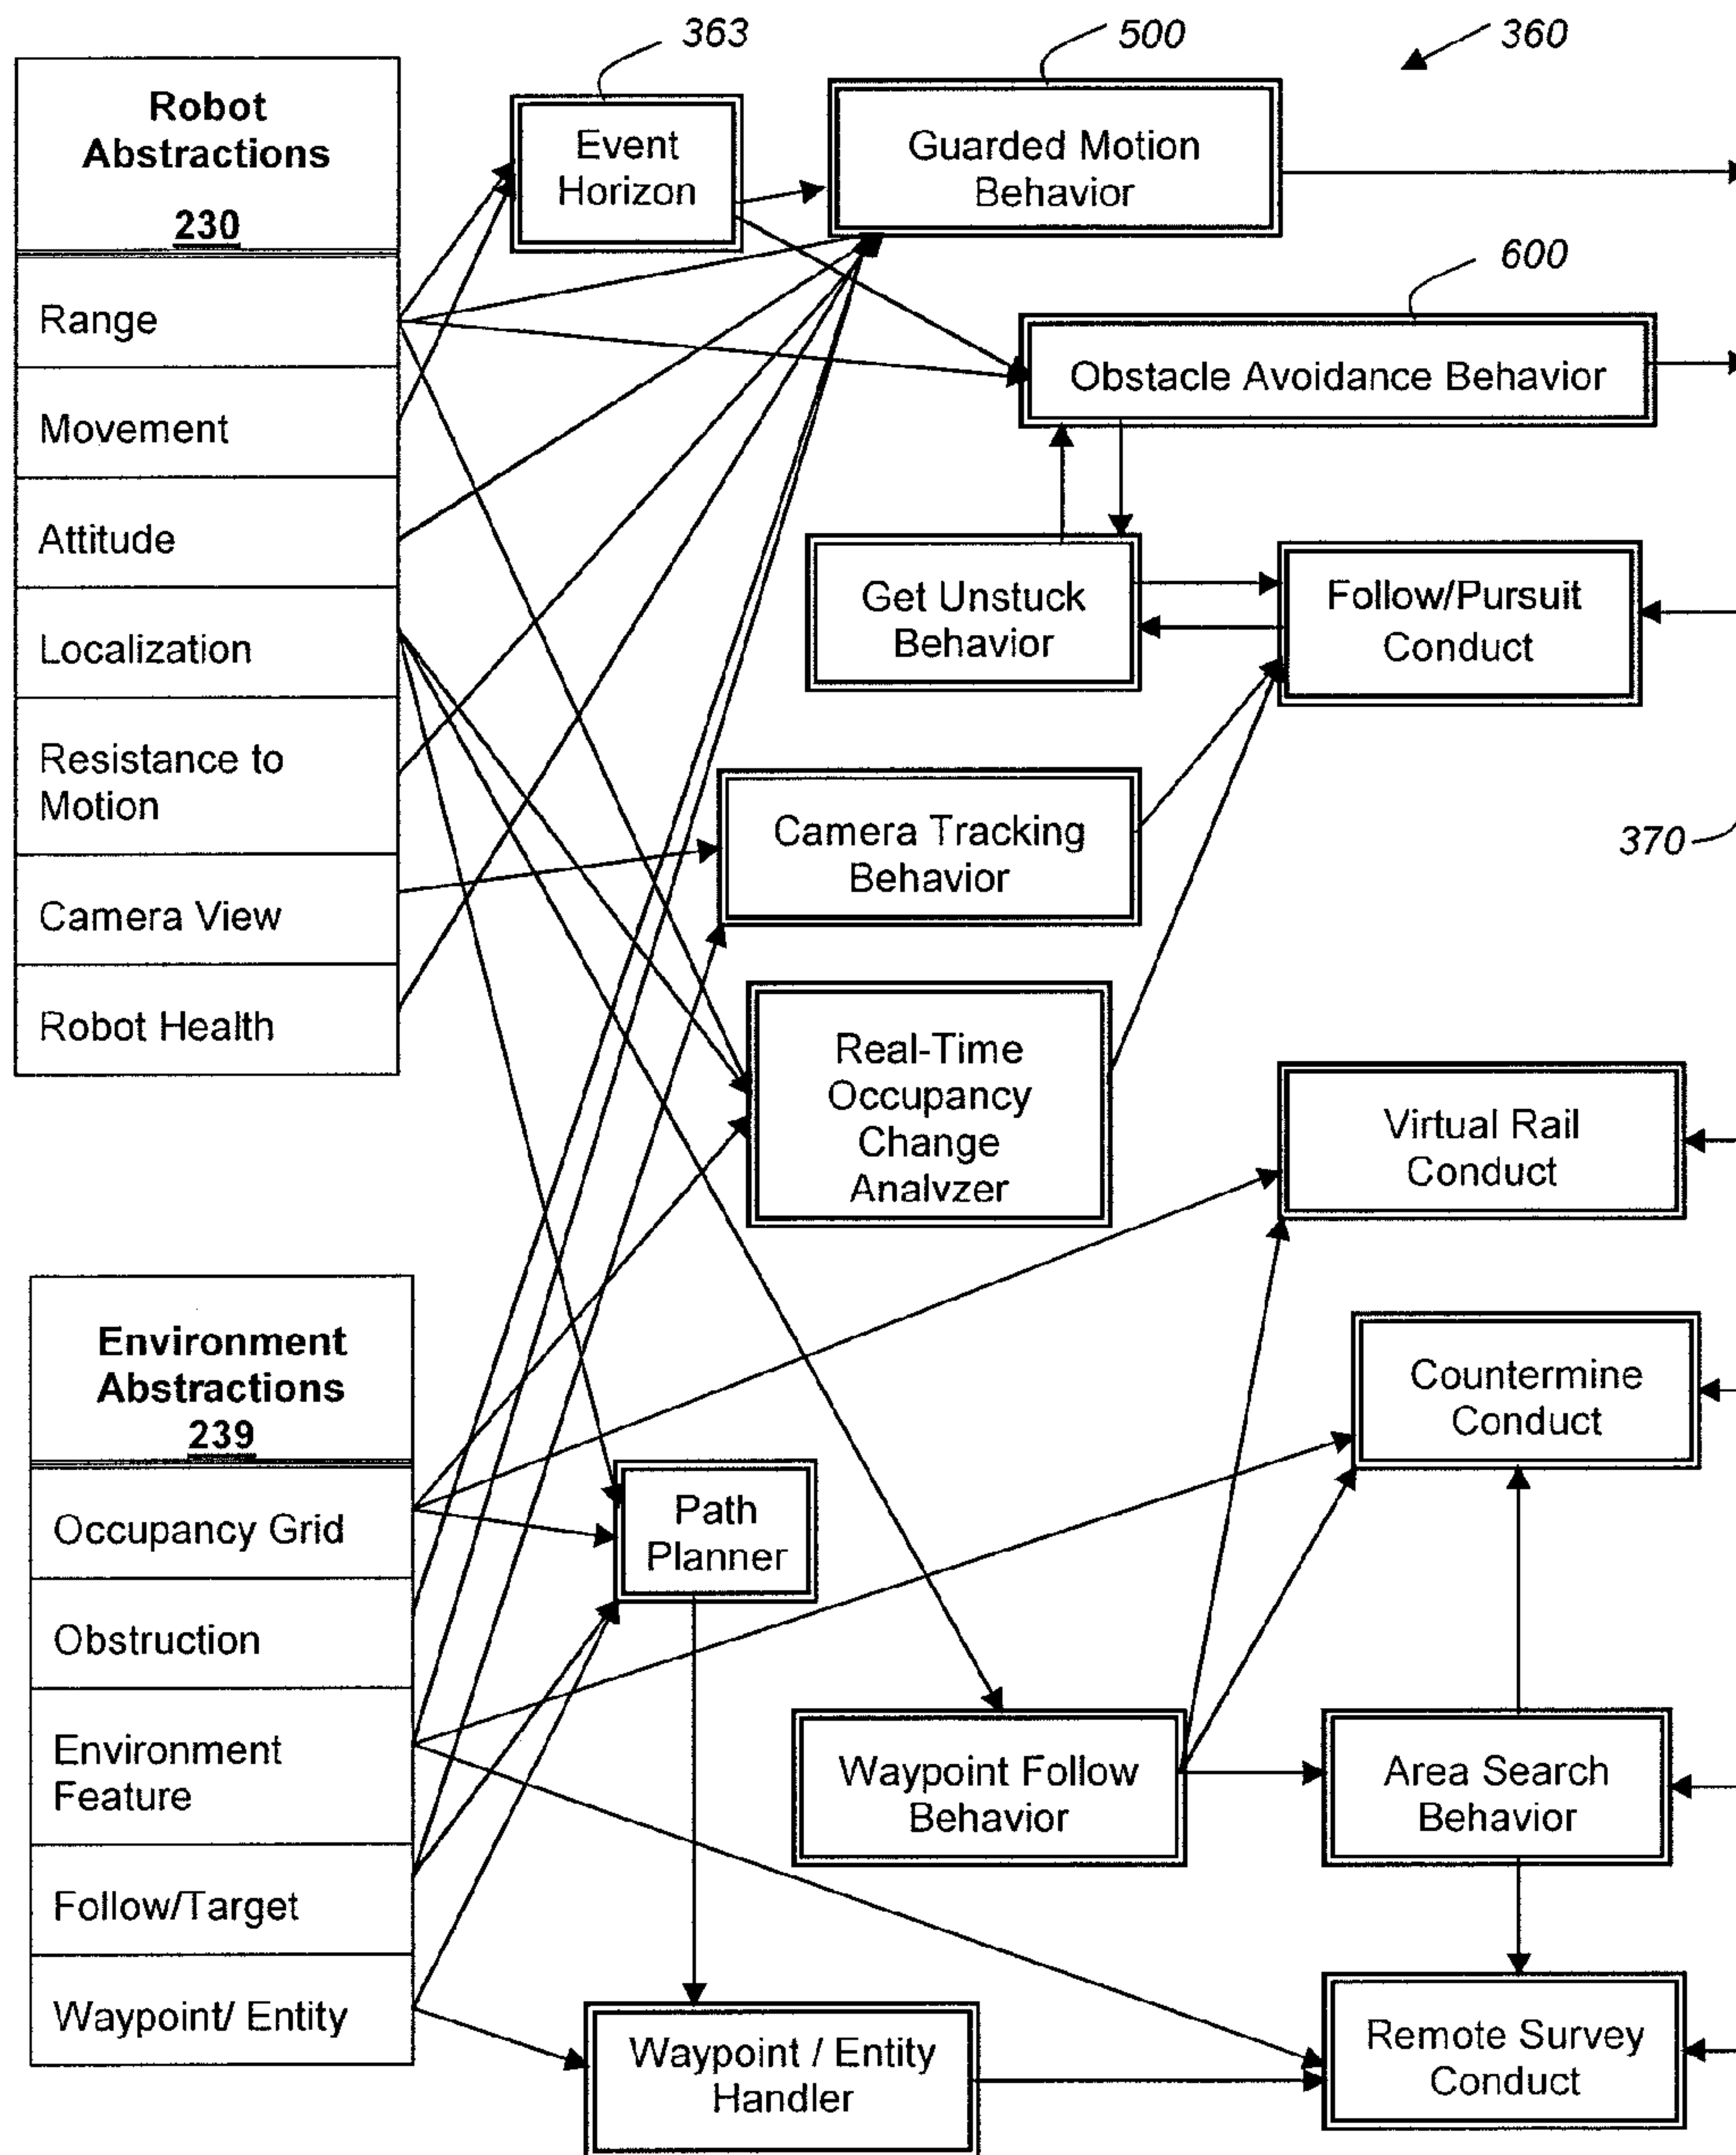 363
500
360
Robot
Abstractions
230
Range
Movement
Attitude
Localization
Resistance to
Motion
Camera View
Robot Health
Event
Horizon
Guarded Motion
Behavior
600
Obstacle Avoidance Behavior
Get Unstuck
Behavior
Follow/Pursuit
Conduct
Camera Tracking
Behavior
370
Real-Time
Occupancy
Change
Analyzer
Virtual Rail
Conduct
Environment
Abstractions
239
Occupancy Grid
Obstruction
Environment
Feature
Follow/Target
Waypoint/ Entity
Countermine
Conduct
Path
Planner
Waypoint Follow
Behavior
Area Search
Behavior
Waypoint / Entity
Handler
Remote Survey
Conduct